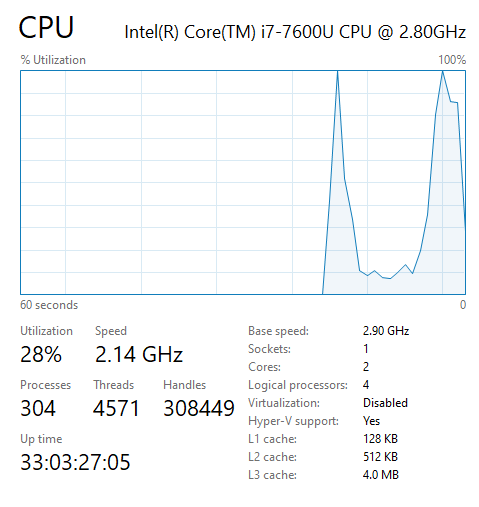 CPU Intel(R) Core(TM) i7-7600U CPU @ 2.80GHz
% Utilization 100%
60 seconds 0
Utilization Speed
28% 2.14 GHz
Processes Threads Handles
304 4571 308449
Up time
33:03:27:05
Base speed: 2.90 GHz
Sockets: 1
Cores: 2
Logical processors: 4
Virtualization: Disabled
Hyper-V support: Yes
L1 cache: 128 KB
L2 cache: 512 KB
L3 cache: 4.0 MB